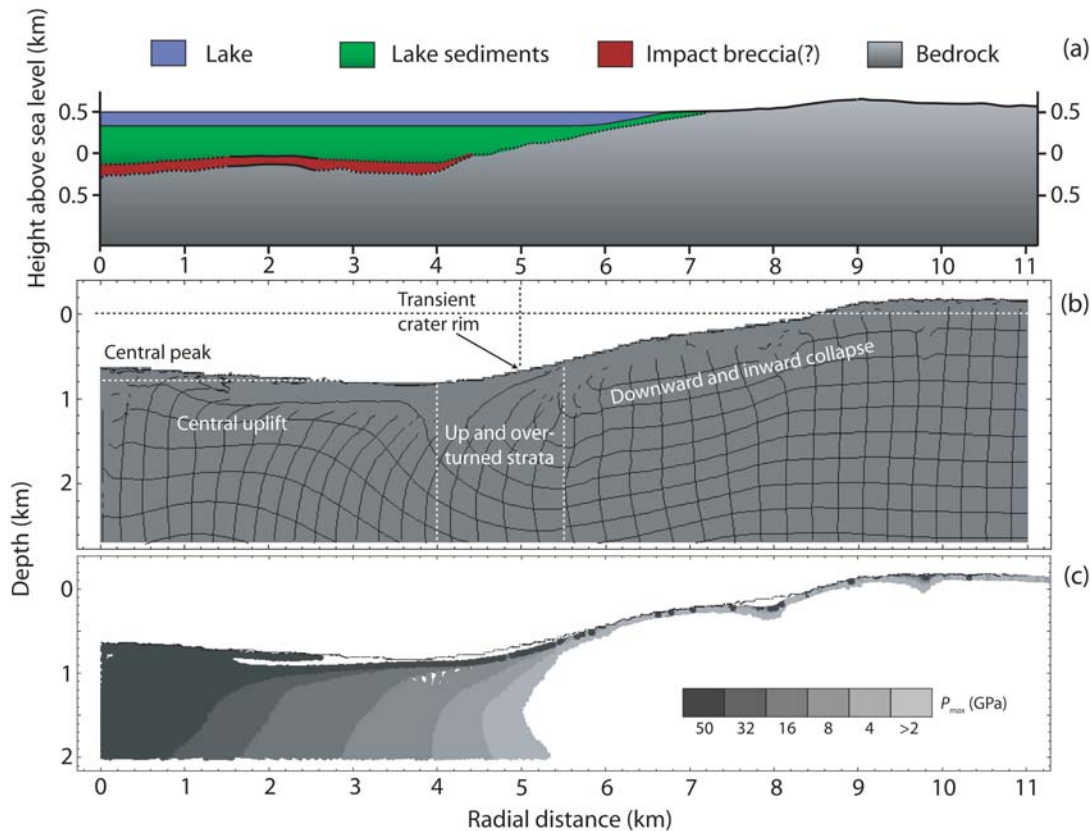 Lake
Lake sediments
Impact breccia(?)
Bedrock
(a)
Height above sea level (km)
0.5
0
0.5
0.5
0
0.5
0 1 2 3 4 5 6 7 8 9 10 11
(b)
Transient
crater rim
Central peak
Central uplift
Up and over-
turned strata
Downward and inward collapse
0
1
2
Depth (km)
(c)
0
1
2
P max (GPa)
50 32 16 8 4 >2
0 1 2 3 4 5 6 7 8 9 10 11
Radial distance (km)